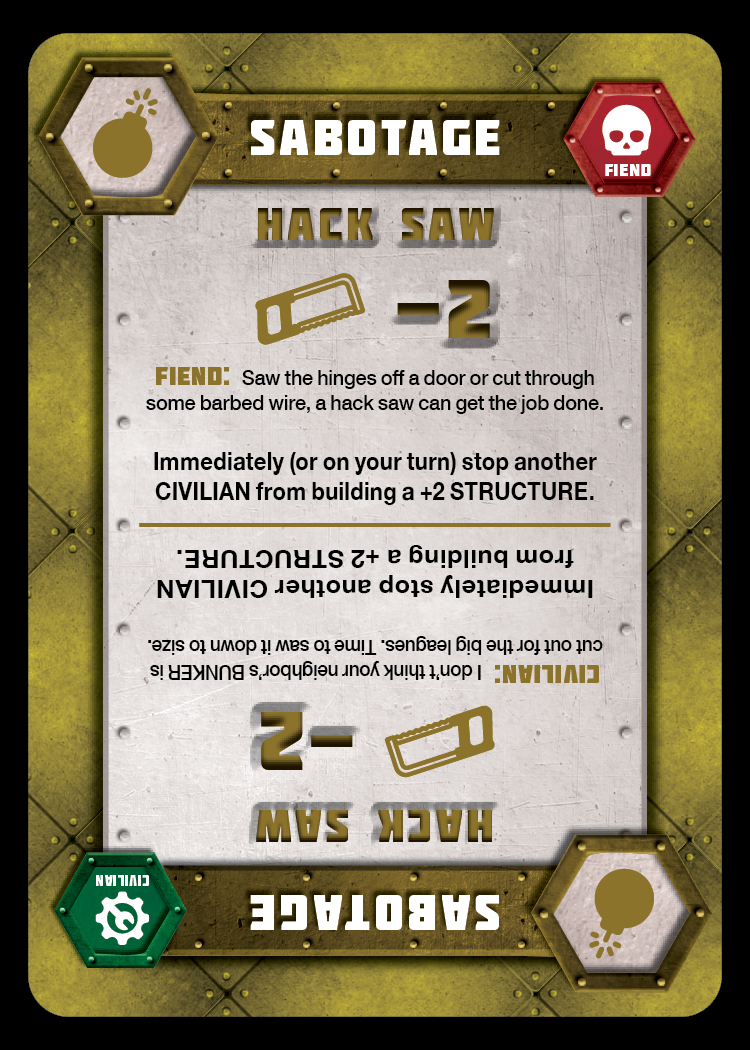 SABOTAGE
FIEND
HACK SAW
-2
FIEND: Saw the hinges off a door or cut through
some barbed wire, a hack saw can get the job done.
Immediately (or on your turn) stop another
CIVILIAN from building a +2 STRUCTURE.
SABOTAGE
CIVILIAN
HACK SAW
-2
CIVILIAN: I don't think your neighbor's BUNKER is
cut out for the big leagues. Time to saw it down to size.
Immediately stop another CIVILIAN
from building a +2 STRUCTURE.